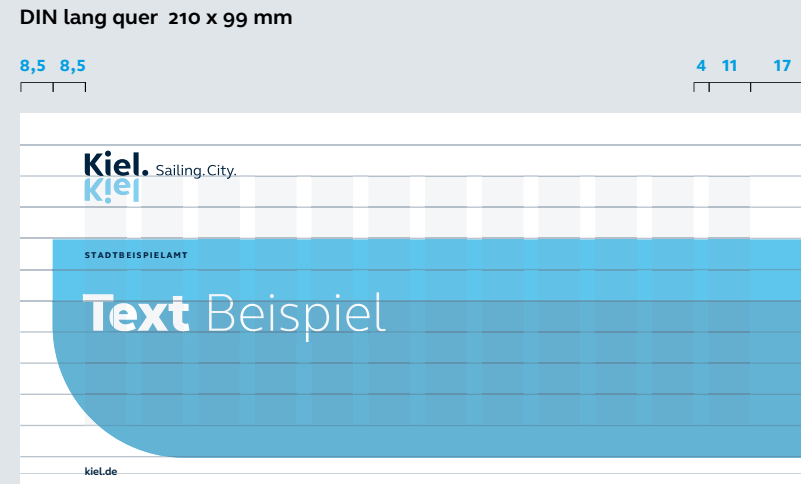 DIN lang quer 210 x 99 mm
8,5 8,5 4 11 17
Kiel. Sailing.City.
STADTBEISPIELAMT
Text Beispiel
kiel.de